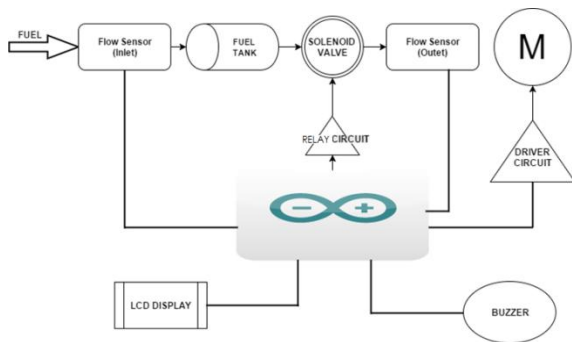 FUEL
Flow Sensor
(Inlet)
FUEL
TANK
SOLENOID
VALVE
Flow Sensor
(Outet)
M
RELAY CIRCUIT
DRIVER
CIRCUIT
LCD DISPLAY
BUZZER